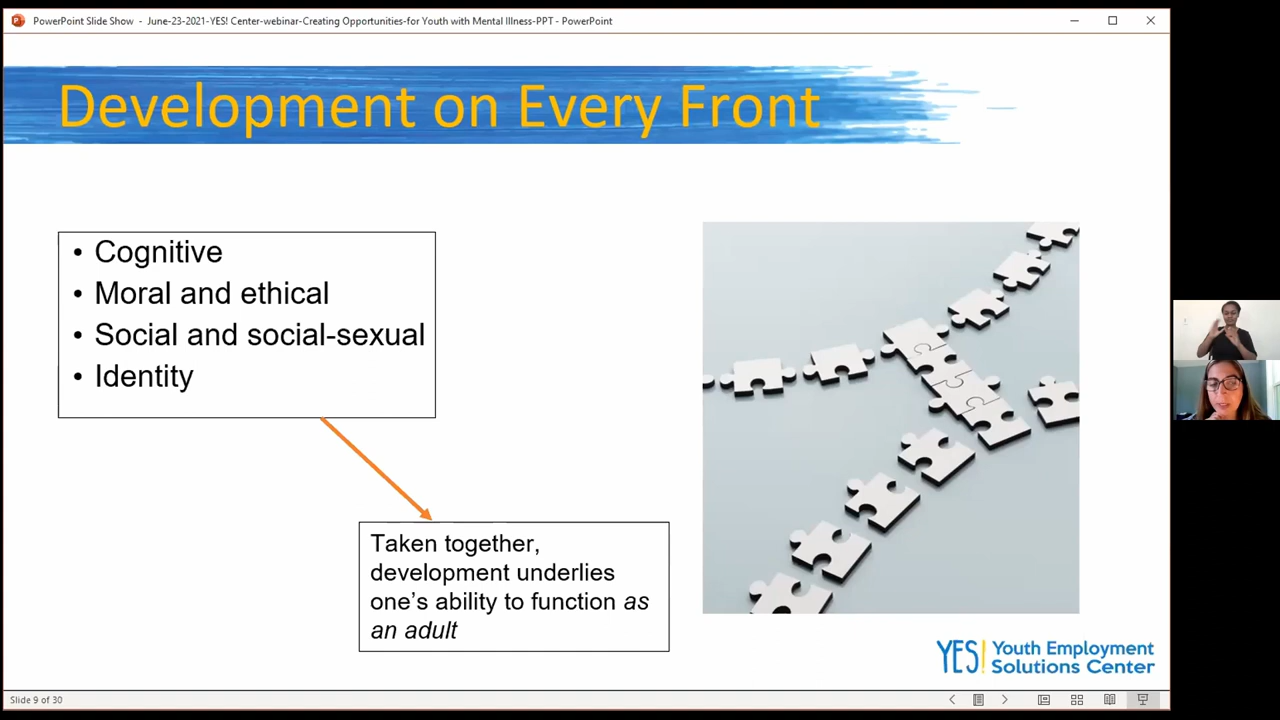 PowerPoint Slide Show - June-23-2021-YES! Center-webinar-Creating Opportunities-for Youth with Mental Illness-PPT - PowerPoint
Development on Every Front
• Cognitive
• Moral and ethical
• Social and social-sexual
• Identity
Taken together,
development underlies
one’s ability to function as
an adult
YES! Youth Employment
Solutions Center
Slide 9 of 30